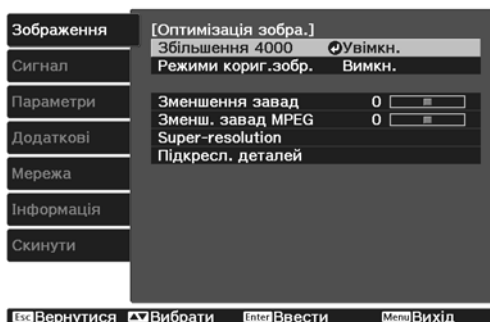 Зображення
Сигнал
Параметри
Додаткові
Мережа
Інформація
Скинути
[Оптимізація зобра.]
Збільшення 4000 Увімкн.
Режими кориг.зобр. Вимкн.
Зменшення завад 0
Зменш. завад MPEG 0
Super-resolution
Підкресл. деталей
Esc Вернутися Вибрати Enter Ввести Menu Вихід